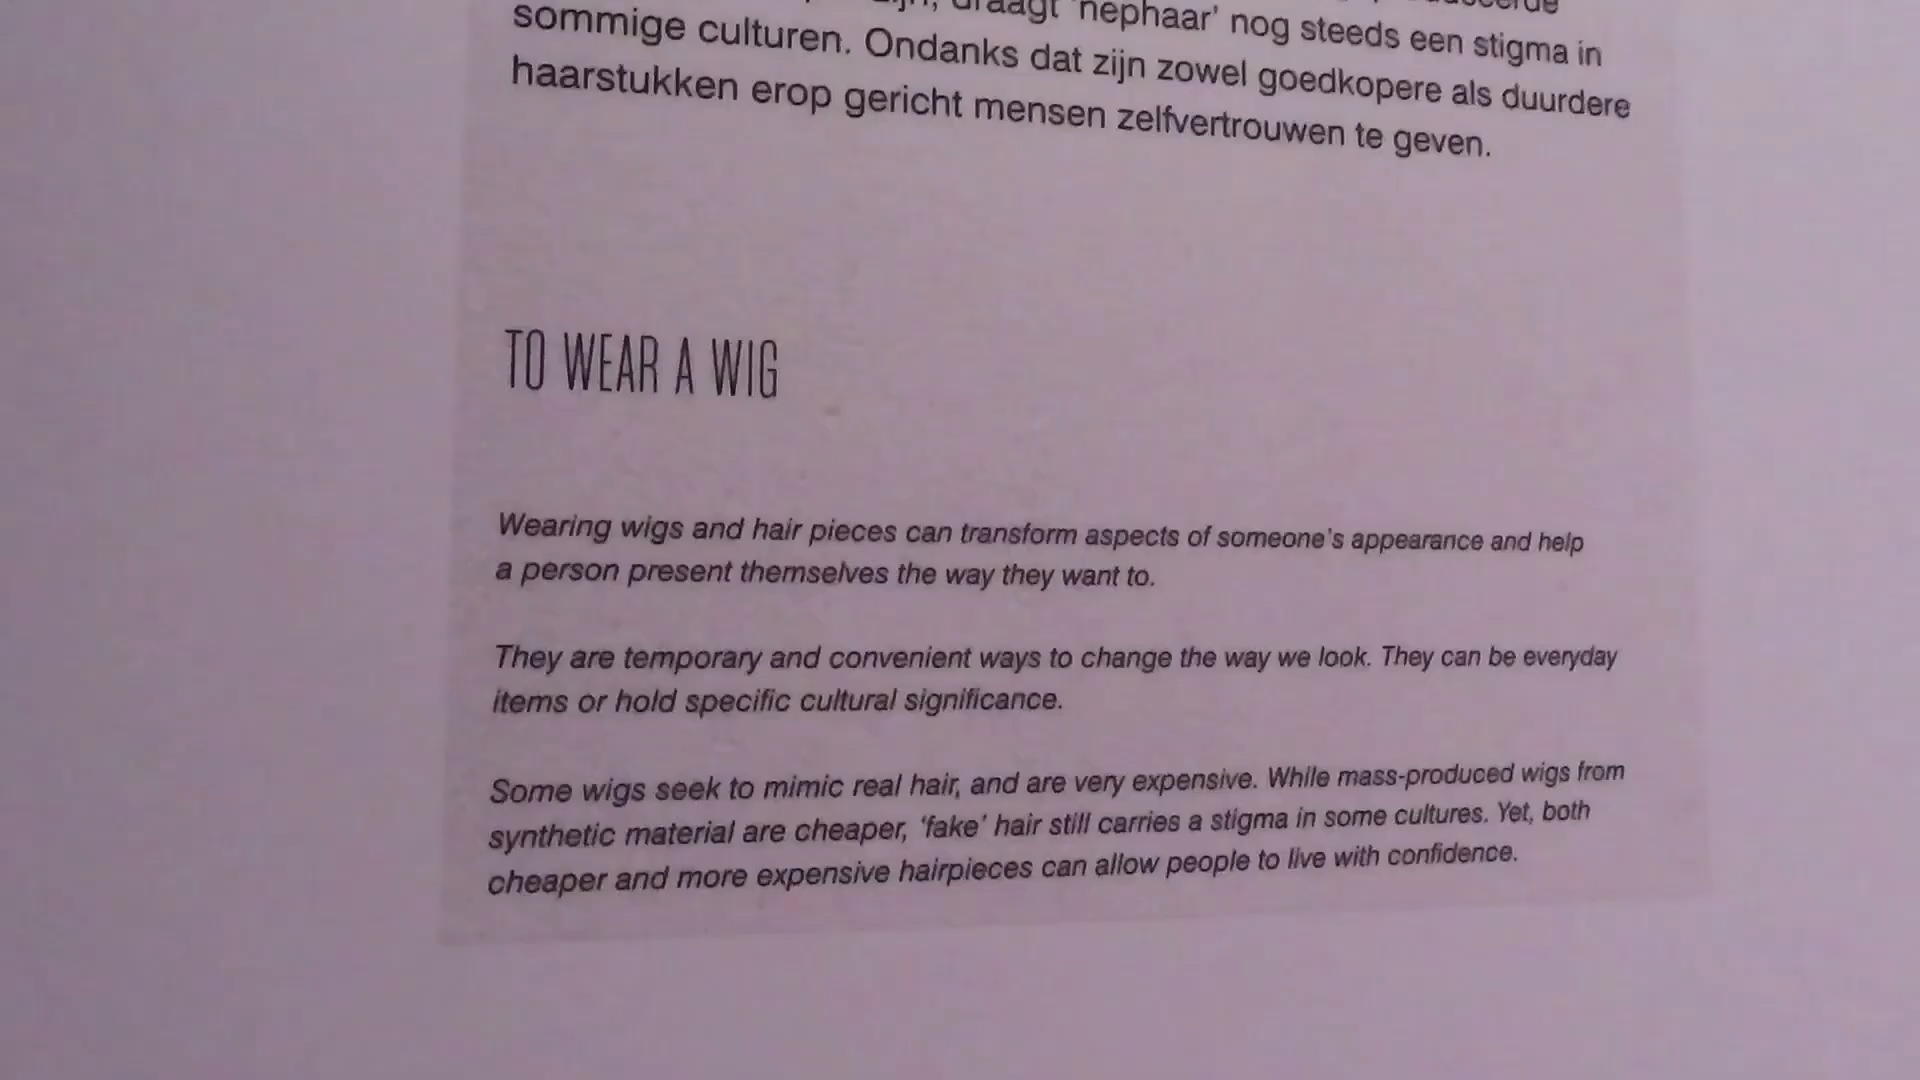 draagt 'nephaar' nog steeds een stigma in
sommige culturen. Ondanks dat zijn zowel goedkopere als duurdere
haarstukken erop gericht mensen zelfvertrouwen te geven.
TO WEAR A WIG
Wearing wigs and hair pieces can transform aspects of someone's appearance and help
a person present themselves the way they want to.
They are temporary and convenient ways to change the way we look. They can be everyday
items or hold specific cultural significance.
Some wigs seek to mimic real hair, and are very expensive. While mass-produced wigs from
synthetic material are cheaper, 'fake' hair still carries a stigma in some cultures. Yet, both
cheaper and more expensive hairpieces can allow people to live with confidence.